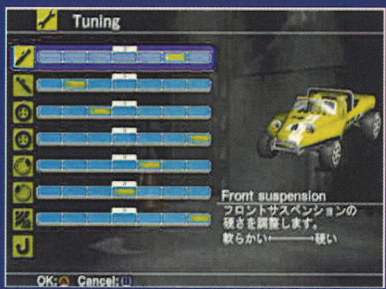 Tuning
Front suspension
フロントサスペンションの
硬さを調整します。
軟らかい⟷硬い
OK:Ⓐ Cancel:Ⓑ